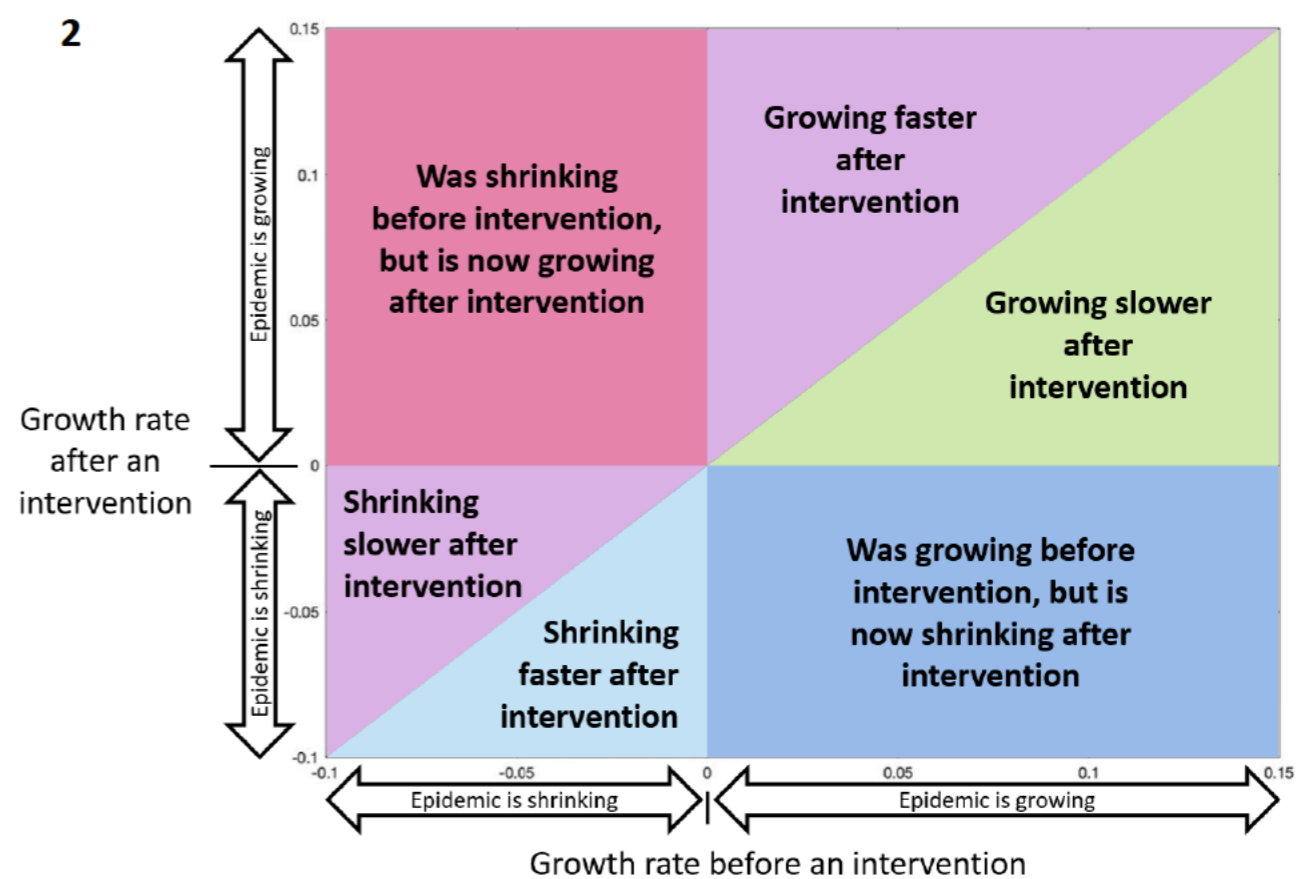 2
0.15
0.1
0.05
0
-0.05
-0.1
Epidemic is growing
Epidemic is shrinking
Growth rate
after an
intervention
Was shrinking
before intervention,
but is now growing
after intervention
Growing faster
after
intervention
Growing slower
after
intervention
Shrinking
slower after
intervention
Shrinking
faster after
intervention
Was growing before
intervention, but is
now shrinking after
intervention
-0.1 -0.05 0 0.05 0.1 0.15
Epidemic is shrinking Epidemic is growing
Growth rate before an intervention